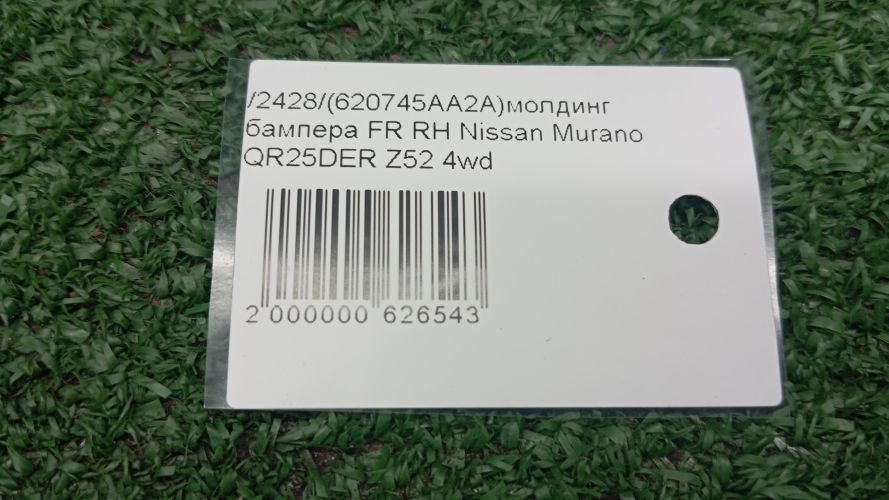 /2428/(620745AA2A)молдинг
бампера FR RH Nissan Murano
QR25DER Z52 4wd
2 000000 626543